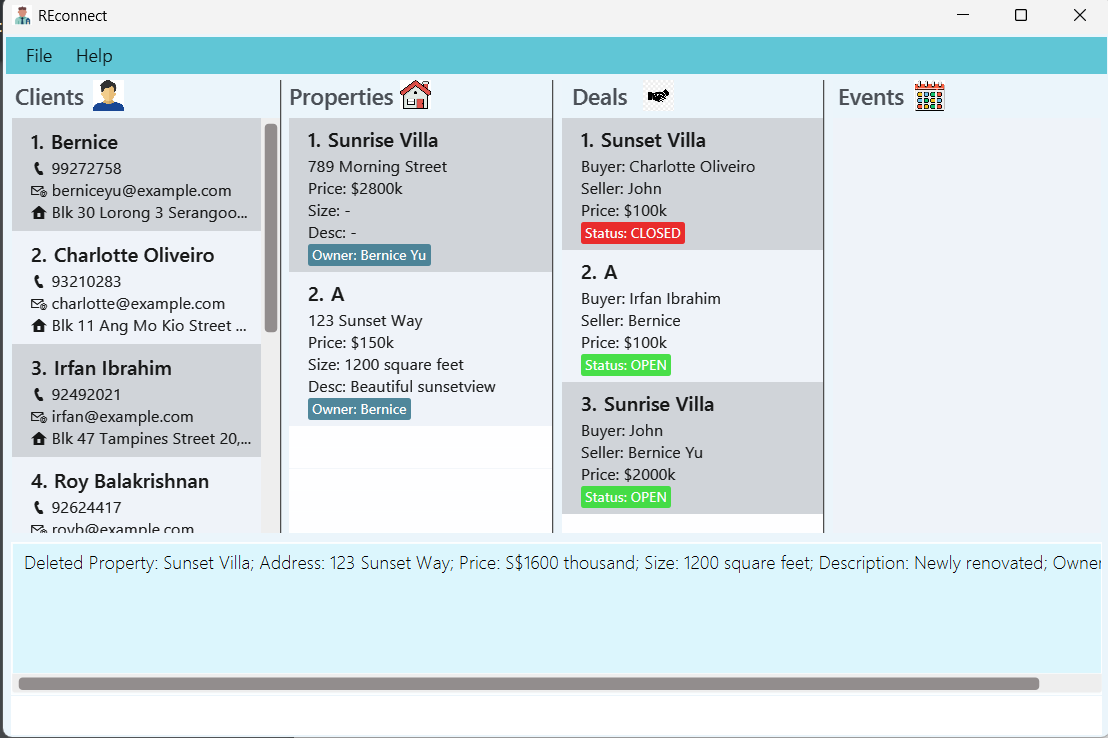 REconnect
File Help
Clients
1. Bernice
99272758
berniceyu@example.com
Blk 30 Lorong 3 Serangoo...
2. Charlotte Oliveiro
93210283
charlotte@example.com
Blk 11 Ang Mo Kio Street ...
3. Irfan Ibrahim
92492021
irfan@example.com
Blk 47 Tampines Street 20,...
4. Roy Balakrishnan
92624417
royb@example.com
Properties
1. Sunrise Villa
789 Morning Street
Price: $2800k
Size: -
Desc: -
Owner: Bernice Yu
2. A
123 Sunset Way
Price: $150k
Size: 1200 square feet
Desc: Beautiful sunsetview
Owner: Bernice
Deals
1. Sunset Villa
Buyer: Charlotte Oliveiro
Seller: John
Price: $100k
Status: CLOSED
2. A
Buyer: Irfan Ibrahim
Seller: Bernice
Price: $100k
Status: OPEN
3. Sunrise Villa
Buyer: John
Seller: Bernice Yu
Price: $2000k
Status: OPEN
Events
Deleted Property: Sunset Villa; Address: 123 Sunset Way; Price: S$1600 thousand; Size: 1200 square feet; Description: Newly renovated; Owner